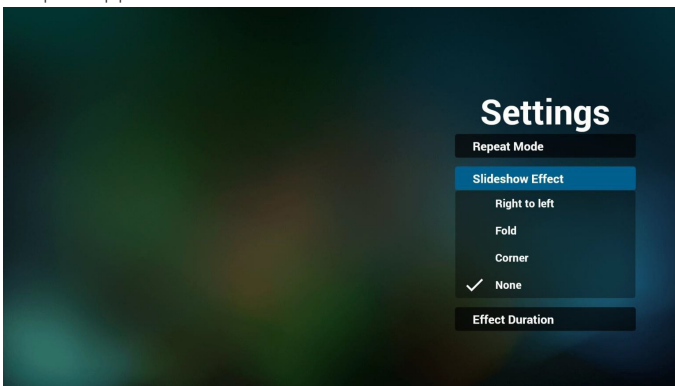 Settings
Repeat Mode
Slideshow Effect
Right to left
Fold
Corner
None
Effect Duration